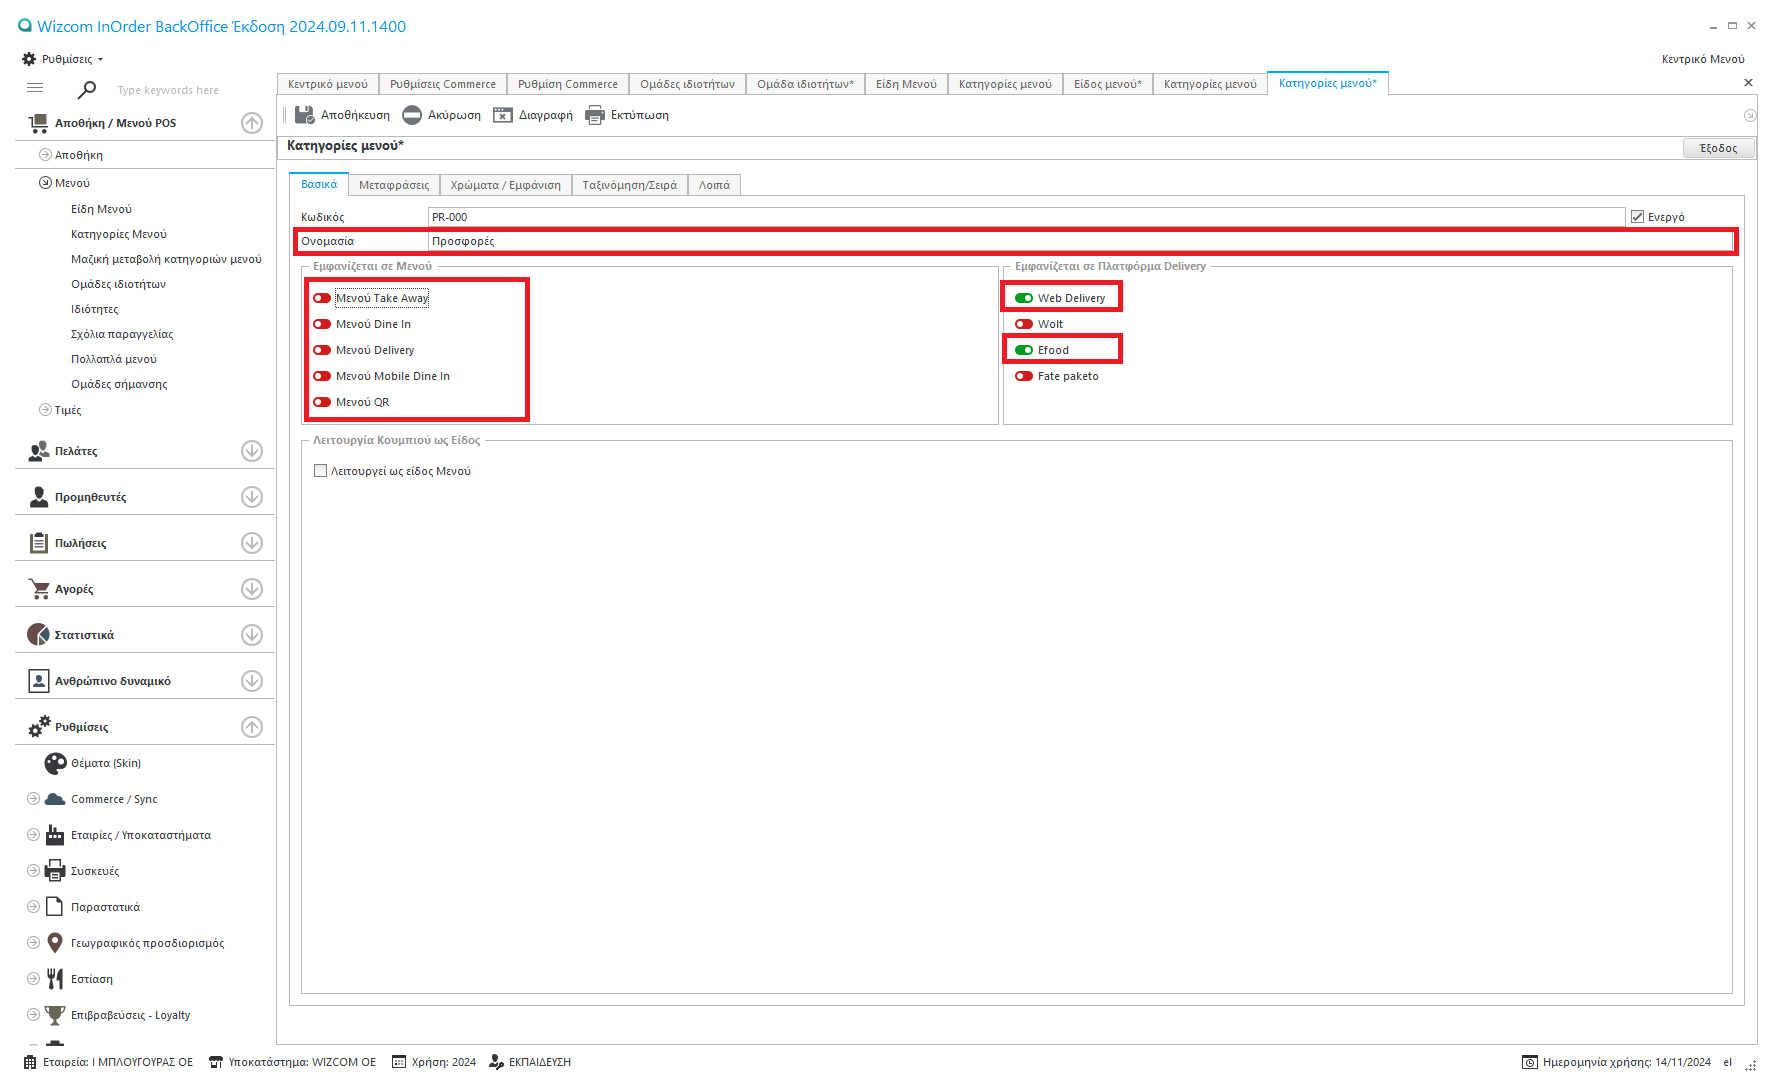 Wizcom InOrder BackOffice Έκδοση 2024.09.11.1400
Ρυθμίσεις
Κεντρικό Μενού
Type keywords here
Κεντρικό μενού
Ρυθμίσεις Commerce
Ρυθμίση Commerce
Ομάδες ιδιοτήτων
Ομάδα ιδιοτήτων*
Είδη Μενού
Κατηγορίες μενού
Είδος μενού*
Κατηγορίες μενού
Κατηγορίες μενού*
Αποθήκευση
Ακύρωση
Διαγραφή
Εκτύπωση
Κατηγορίες μενού*
Έξοδος
Αποθήκη / Μενού POS
Αποθήκη
Μενού
Είδη Μενού
Κατηγορίες Μενού
Μαζική μεταβολή κατηγοριών μενού
Ομάδες ιδιοτήτων
Ιδιότητες
Σχόλια παραγγελίας
Πολλαπλά μενού
Ομάδες σήμανσης
Τιμές
Πελάτες
Προμηθευτές
Πωλήσεις
Αγορές
Στατιστικά
Ανθρώπινο δυναμικό
Ρυθμίσεις
Θέματα (Skin)
Commerce / Sync
Εταιρίες / Υποκαταστήματα
Συσκευές
Παραστατικά
Γεωγραφικός προσδιορισμός
Εστίαση
Επιβραβεύσεις - Loyalty
Βασικά
Μεταφράσεις
Χρώματα / Εμφάνιση
Ταξινόμηση/Σειρά
Λοιπά
Κωδικός
PR-000
Ενεργό
Ονομασία
Προσφορές
Εμφανίζεται σε Μενού
Μενού Take Away
Μενού Dine In
Μενού Delivery
Μενού Mobile Dine In
Μενού QR
Εμφανίζεται σε Πλατφόρμα Delivery
Web Delivery
Wolt
Efood
Fate paketo
Λειτουργία Κουμπιού ως Είδος
Λειτουργεί ως είδος Μενού
Εταιρεία: Ι ΜΠΛΟΥΓΟΥΡΑΣ ΟΕ
Υποκατάστημα: WIZCOM OE
Χρήση: 2024
ΕΚΠΑΙΔΕΥΣΗ
Ημερομηνία χρήσης: 14/11/2024
el